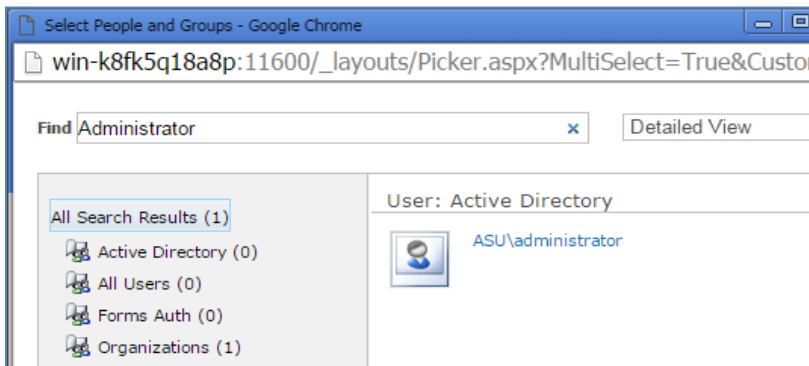 Select People and Groups - Google Chrome
win-k8fk5q18a8p:11600/_layouts/Picker.aspx?MultiSelect=True&Custo
Find Administrator × Detailed View
All Search Results (1)
Active Directory (0)
All Users (0)
Forms Auth (0)
Organizations (1)
User: Active Directory
ASU\administrator